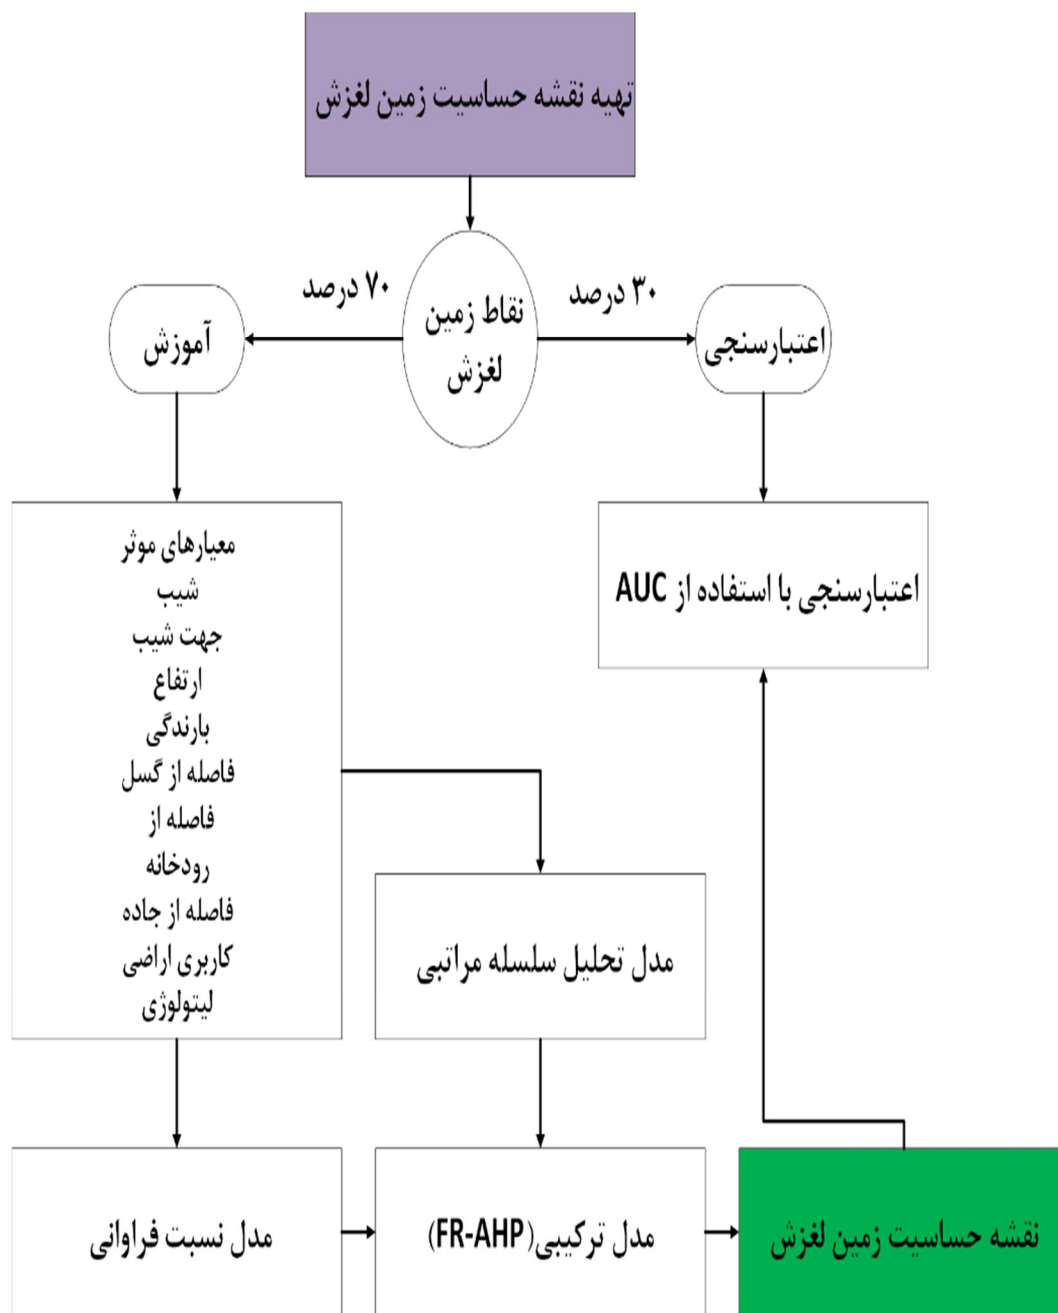 تهیه نقشه حساسیت زمین لغزش
۷۰ درصد
۳۰ درصد
نقاط زمین
لغزش
آموزش
اعتبارسنجی
معیارهای موثر
شیب
جهت شیب
ارتفاع
بارندگی
فاصله از گسل
فاصله از
رودخانه
فاصله از جاده
کاربری اراضی
لیتولوژی
اعتبارسنجی با استفاده از AUC
مدل تحلیل سلسله مراتبی
مدل نسبت فراوانی
مدل ترکیبی(FR-AHP)
نقشه حساسیت زمین لغزش